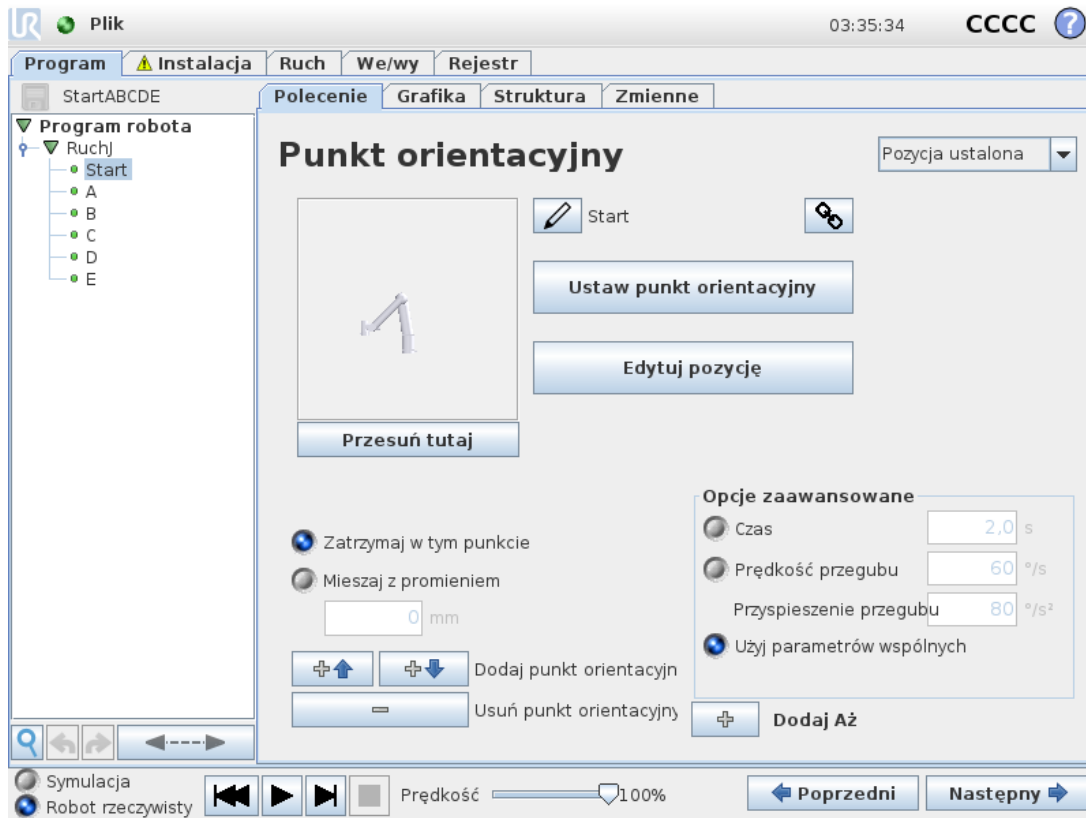 UR Plik 03:35:34 CCCC ?
Program Instalacja Ruch We/wy Rejestr
StartABCDE
Polecenie Grafika Struktura Zmienne
Program robota
RuchJ
Start
A
B
C
D
E
Punkt orientacyjny
Pozycja ustalona
Start
Ustaw punkt orientacyjny
Edytuj pozycję
Przesuń tutaj
Zatrzymaj w tym punkcie
Mieszaj z promieniem
0 mm
Dodaj punkt orientacyjn
Usuń punkt orientacyjny
Opcje zaawansowane
Czas 2,0 s
Prędkość przegubu 60 °/s
Przyspieszenie przegubu 80 °/s²
Użyj parametrów wspólnych
Dodaj Aż
Symulacja
Robot rzeczywisty
Prędkość 100%
Poprzedni
Następny